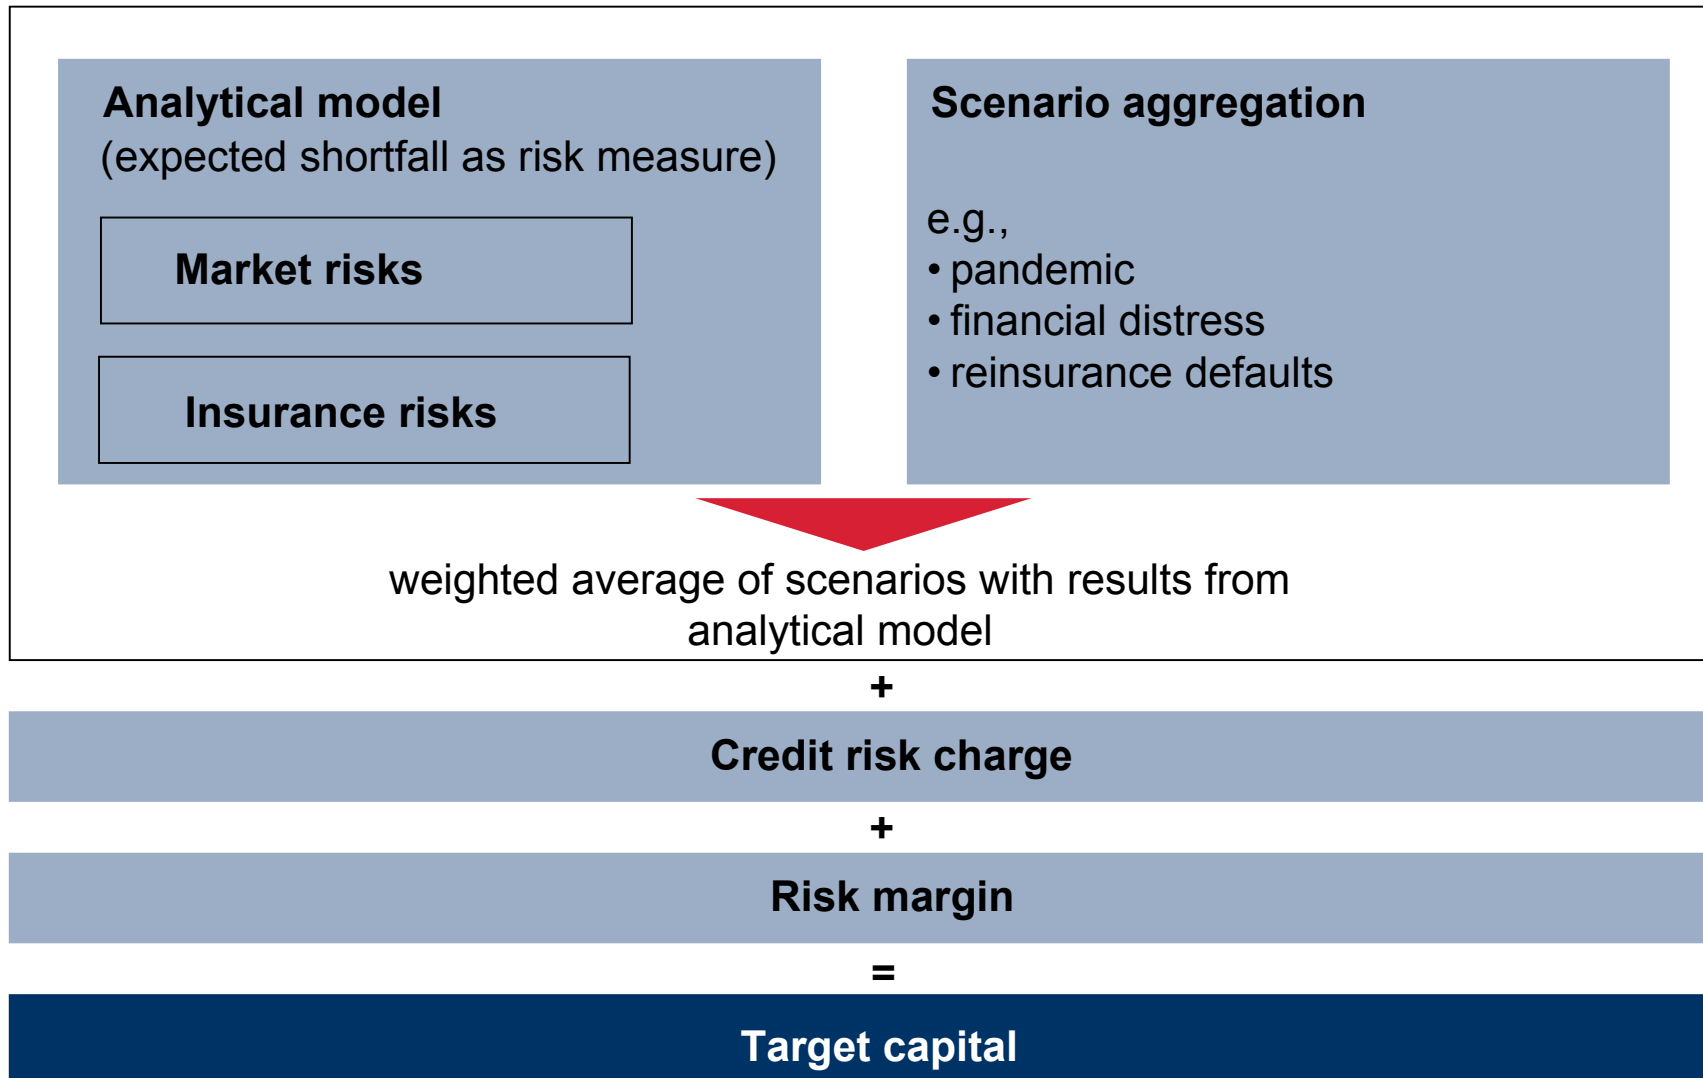 Analytical model
(expected shortfall as risk measure)
Market risks
Insurance risks
Scenario aggregation
e.g.,
• pandemic
• financial distress
• reinsurance defaults
weighted average of scenarios with results from
analytical model
+
Credit risk charge
+
Risk margin
=
Target capital